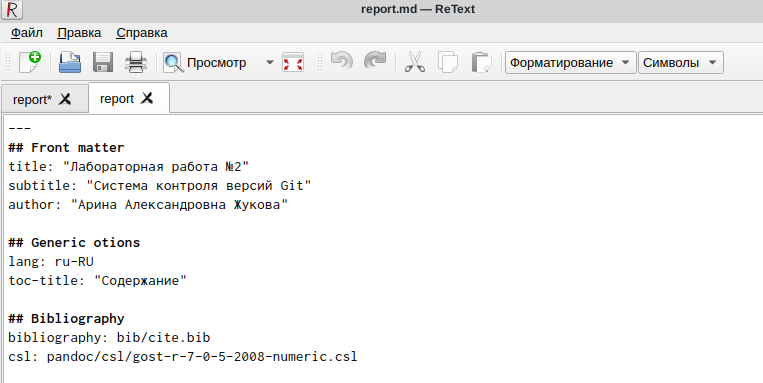 R
report.md — ReText
Файл Правка Справка
Просмотр Форматирование Символы
report* report
---
## Front matter
title: "Лабораторная работа №2"
subtitle: "Система контроля версий Git"
author: "Арина Александровна Жукова"
## Generic otions
lang: ru-RU
toc-title: "Содержание"
## Bibliography
bibliography: bib/cite.bib
csl: pandoc/csl/gost-r-7-0-5-2008-numeric.csl